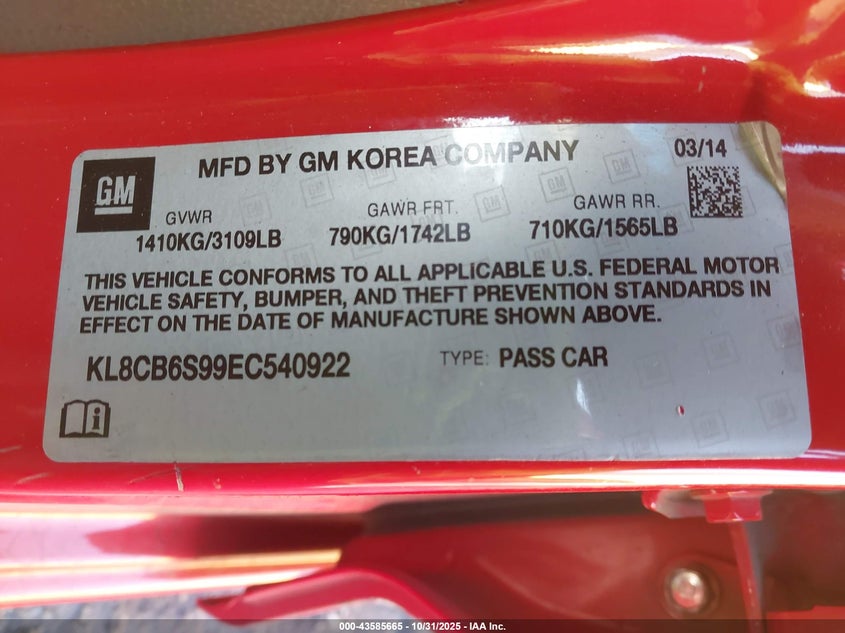 GM
MFD BY GM KOREA COMPANY
03/14
GVWR
1410KG/3109LB
GAWR FRT.
790KG/1742LB
GAWR RR.
710KG/1565LB
THIS VEHICLE CONFORMS TO ALL APPLICABLE U.S. FEDERAL MOTOR
VEHICLE SAFETY, BUMPER, AND THEFT PREVENTION STANDARDS IN
EFFECT ON THE DATE OF MANUFACTURE SHOWN ABOVE.
KL8CB6S99EC540922
TYPE: PASS CAR
000-43585665 - 10/31/2025 - IAA Inc.